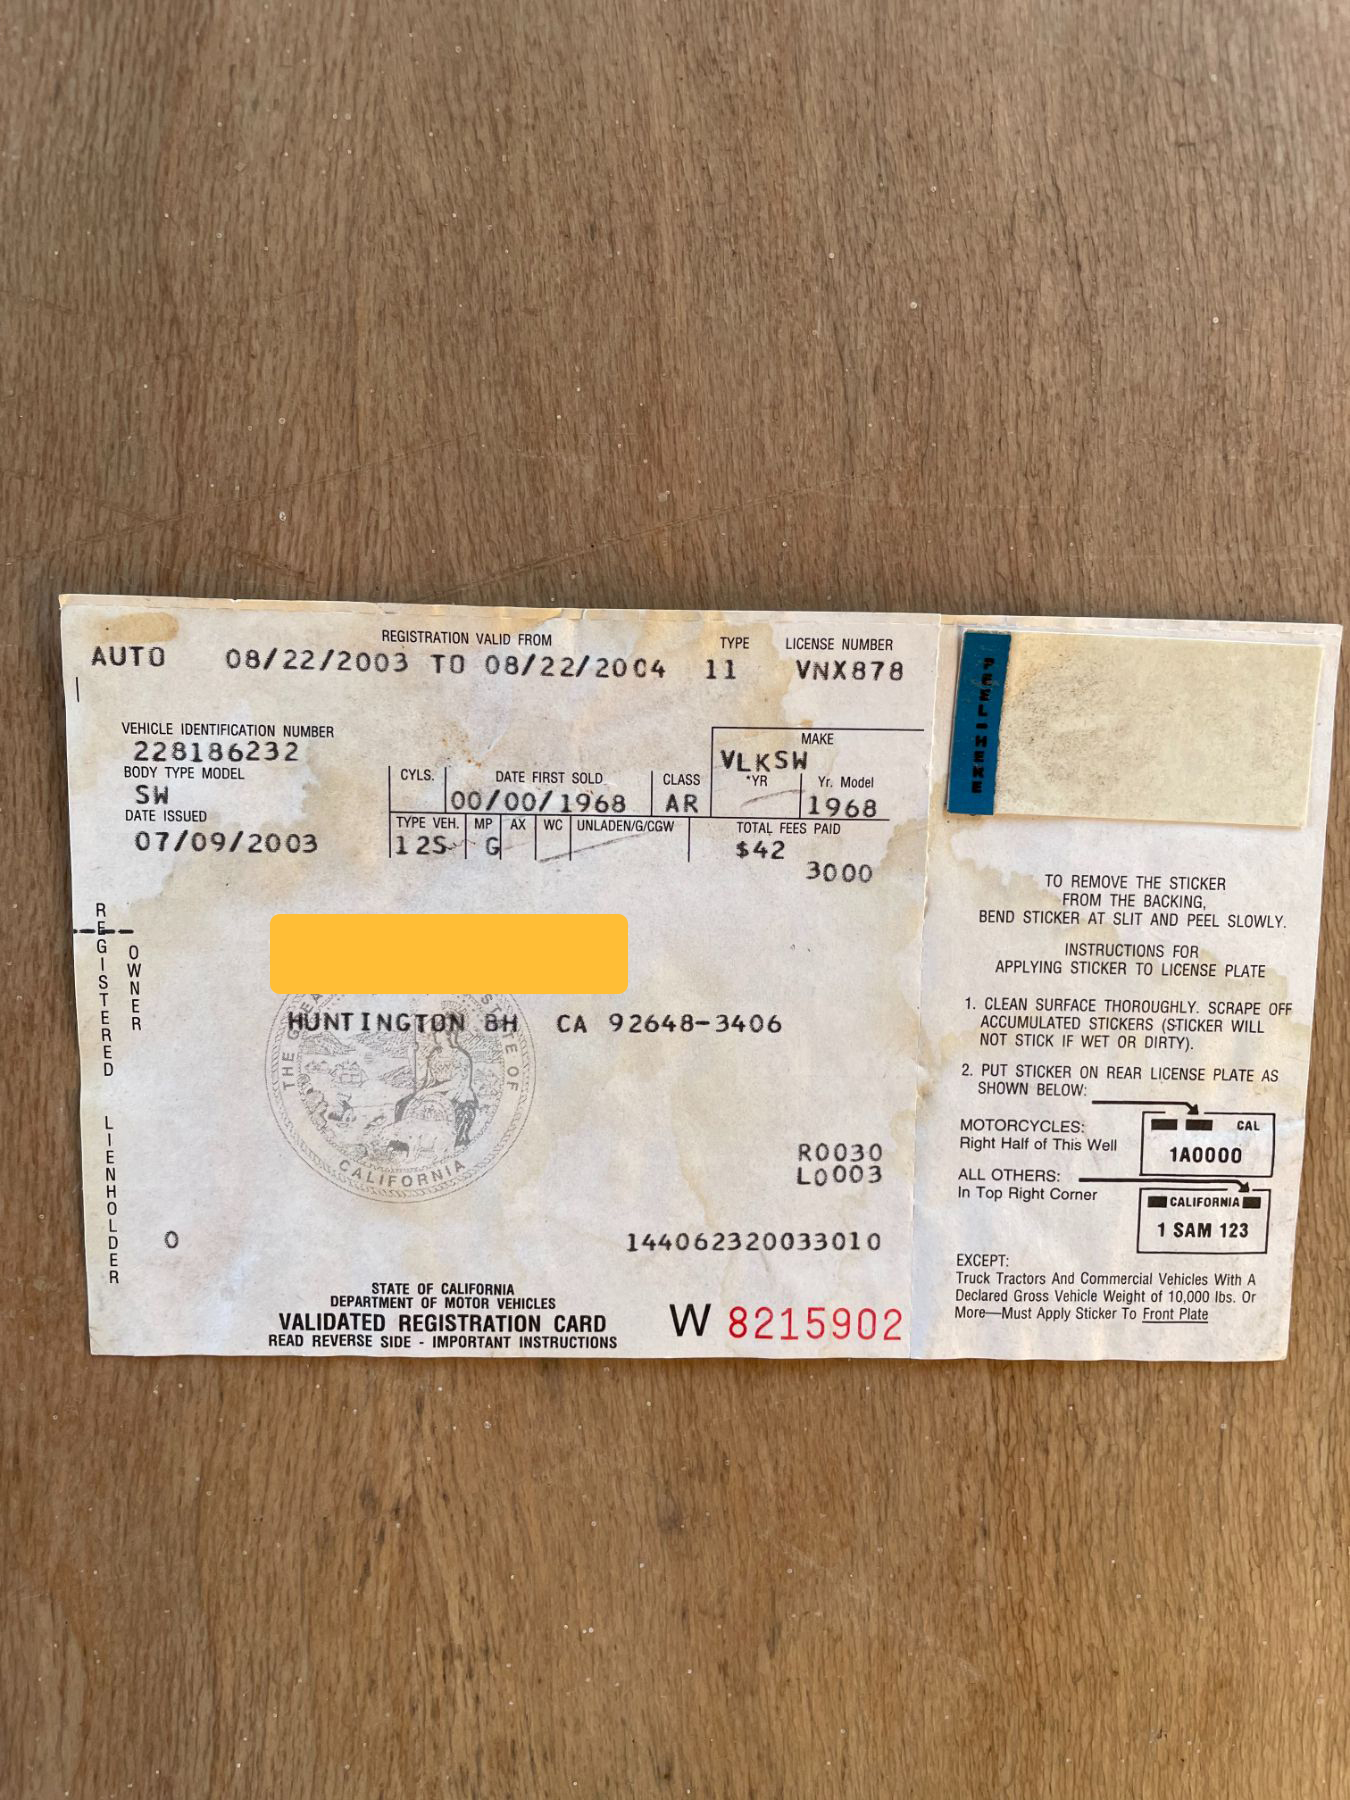 REGISTRATION VALID FROM TYPE LICENSE NUMBER
AUTO 08/22/2003 TO 08/22/2004 11 VNX878
VEHICLE IDENTIFICATION NUMBER
228186232
BODY TYPE MODEL
SW
DATE ISSUED
07/09/2003
CYLS. DATE FIRST SOLD CLASS
00/00/1968 AR
MAKE
VLKSW
*YR Yr. Model
1968
TYPE VEH. MP AX WC UNLADEN/G/CGW
12S G
TOTAL FEES PAID
$42
3000
REGISTERED
OWNER
HUNTINGTON BH CA 92648-3406
THE GREA STATE OF
CALIFORNIA
R0030
L0003
LIENHOLDER
0
144062320033010
STATE OF CALIFORNIA
DEPARTMENT OF MOTOR VEHICLES
VALIDATED REGISTRATION CARD
READ REVERSE SIDE - IMPORTANT INSTRUCTIONS
W 8215902
PEEL-HERE
TO REMOVE THE STICKER
FROM THE BACKING,
BEND STICKER AT SLIT AND PEEL SLOWLY.
INSTRUCTIONS FOR
APPLYING STICKER TO LICENSE PLATE
1. CLEAN SURFACE THOROUGHLY. SCRAPE OFF
ACCUMULATED STICKERS (STICKER WILL
NOT STICK IF WET OR DIRTY).
2. PUT STICKER ON REAR LICENSE PLATE AS
SHOWN BELOW:
MOTORCYCLES:
Right Half of This Well
CAL
1A0000
ALL OTHERS:
In Top Right Corner
CALIFORNIA
1 SAM 123
EXCEPT:
Truck Tractors And Commercial Vehicles With A
Declared Gross Vehicle Weight of 10,000 lbs. Or
More—Must Apply Sticker To Front Plate